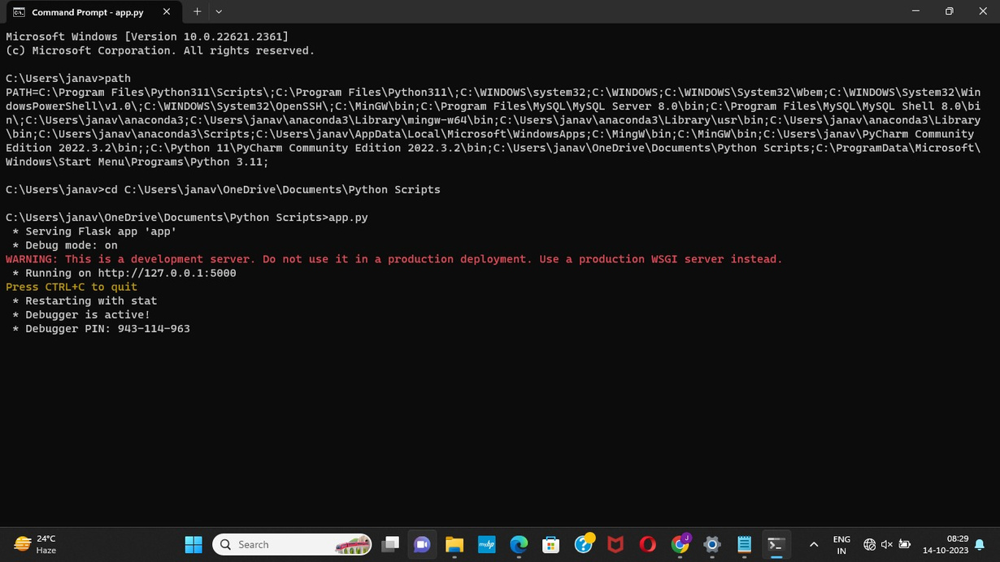 Command Prompt - app.py
Microsoft Windows [Version 10.0.22621.2361]
(c) Microsoft Corporation. All rights reserved.
C:\Users\janav>path
PATH=C:\Program Files\Python311\Scripts\;C:\Program Files\Python311\;C:\WINDOWS\system32;C:\WINDOWS;C:\WINDOWS\System32\Wbem;C:\WINDOWS\System32\Win
dowsPowerShell\v1.0\;C:\WINDOWS\System32\OpenSSH\;C:\MinGW\bin;C:\Program Files\MySQL\MySQL Server 8.0\bin;C:\Program Files\MySQL\MySQL Shell 8.0\bi
n\;C:\Users\janav\anaconda3;C:\Users\janav\anaconda3\Library\mingw-w64\bin;C:\Users\janav\anaconda3\Library\usr\bin;C:\Users\janav\anaconda3\Library
\bin;C:\Users\janav\anaconda3\Scripts;C:\Users\janav\AppData\Local\Microsoft\WindowsApps;C:\MingW\bin;C:\MinGW\bin;C:\Users\janav\PyCharm Community
Edition 2022.3.2\bin;;C:\Python 11\PyCharm Community Edition 2022.3.2\bin;C:\Users\janav\OneDrive\Documents\Python Scripts;C:\ProgramData\Microsoft\
Windows\Start Menu\Programs\Python 3.11;
C:\Users\janav>cd C:\Users\janav\OneDrive\Documents\Python Scripts
C:\Users\janav\OneDrive\Documents\Python Scripts>app.py
* Serving Flask app 'app'
* Debug mode: on
WARNING: This is a development server. Do not use it in a production deployment. Use a production WSGI server instead.
* Running on http://127.0.0.1:5000
Press CTRL+C to quit
* Restarting with stat
* Debugger is active!
* Debugger PIN: 943-114-963
24°C
Haze
Search
myhp
J
ENG
IN
08:29
14-10-2023